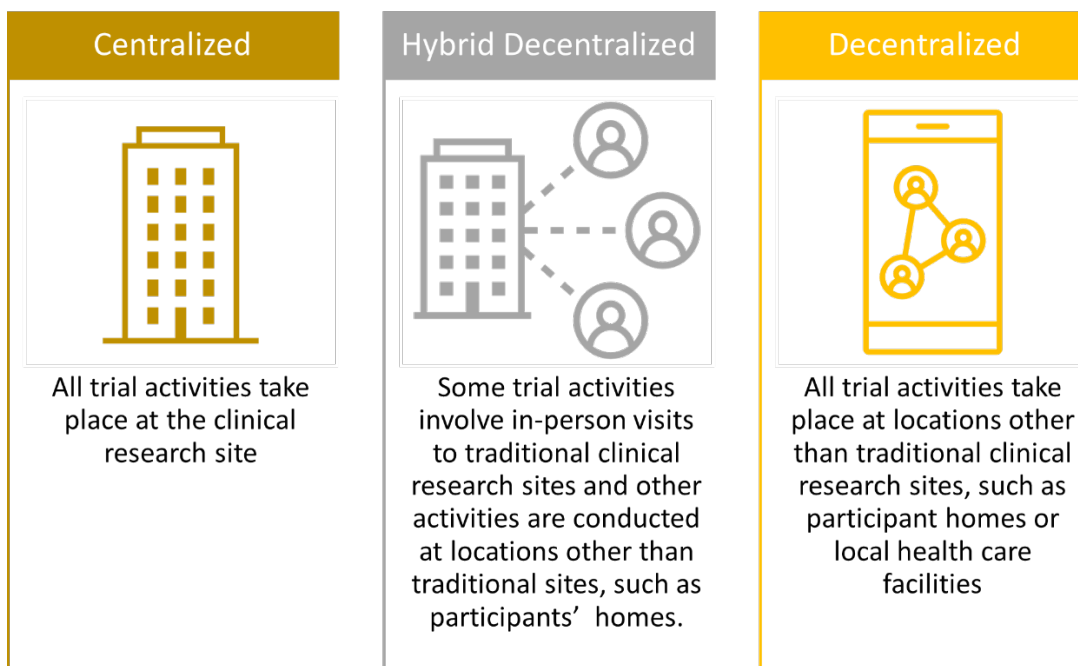 Centralized
All trial activities take
place at the clinical
research site
Hybrid Decentralized
Some trial activities
involve in-person visits
to traditional clinical
research sites and other
activities are conducted
at locations other than
traditional sites, such as
participants’  homes.
Decentralized
All trial activities take
place at locations other
than traditional clinical
research sites, such as
participant homes or
local health care
facilities